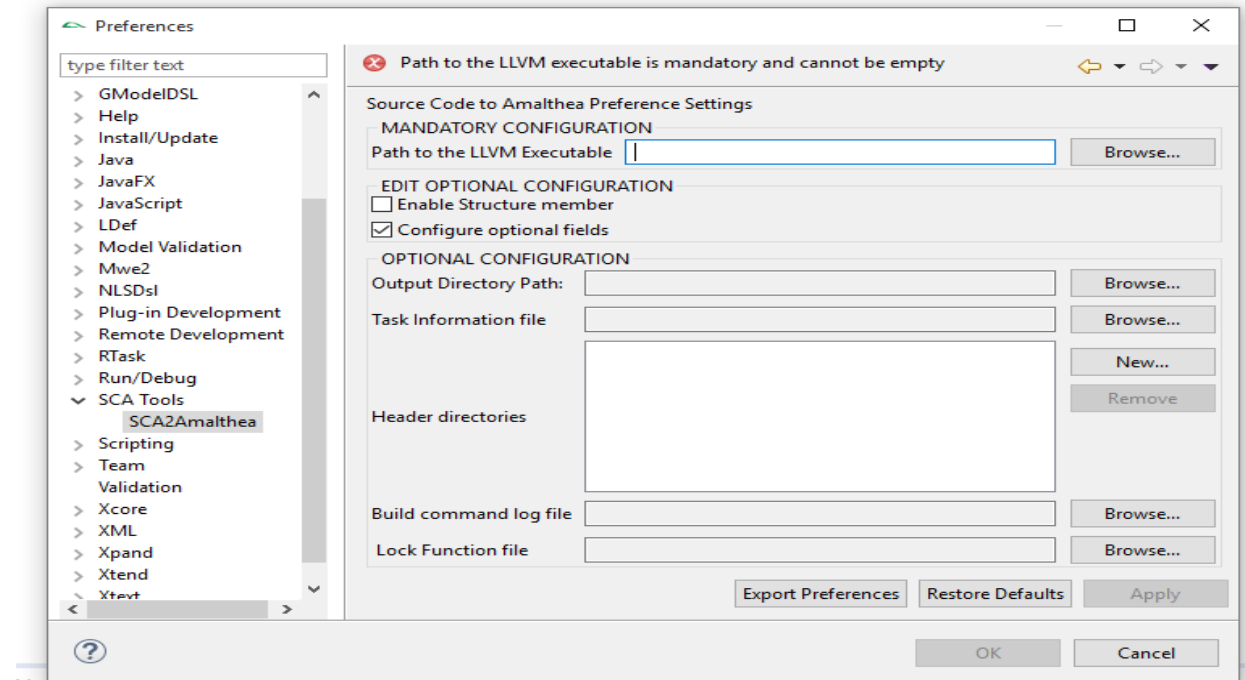 Preferences
type filter text
GModelDSL
Help
Install/Update
Java
JavaFX
JavaScript
LDef
Model Validation
Mwe2
NLSDsl
Plug-in Development
Remote Development
RTask
Run/Debug
SCA Tools
SCA2Amalthea
Scripting
Team
Validation
Xcore
XML
Xpand
Xtend
Xtext
Path to the LLVM executable is mandatory and cannot be empty
Source Code to Amalthea Preference Settings
MANDATORY CONFIGURATION
Path to the LLVM Executable Browse...
EDIT OPTIONAL CONFIGURATION
Enable Structure member
Configure optional fields
OPTIONAL CONFIGURATION
Output Directory Path: Browse...
Task Information file Browse...
New...
Remove
Header directories
Build command log file Browse...
Lock Function file Browse...
Export Preferences Restore Defaults Apply
? OK Cancel